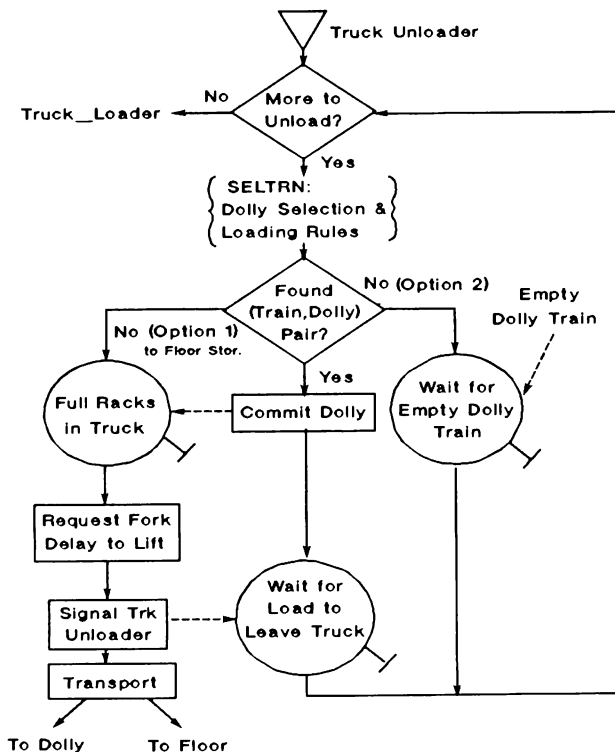 Truck Unloader
No
More to
Unload?
Truck__Loader
Yes
SELTRN:
Dolly Selection &
Loading Rules
No (Option 2)
Found
(Train,Dolly)
Pair?
Empty
Dolly Train
No (Option 1)
to Floor Stor.
Yes
Full Racks
in Truck
Commit Dolly
Wait for
Empty Dolly
Train
Request Fork
Delay to Lift
Signal Trk
Unloader
Wait for
Load to
Leave Truck
Transport
To Dolly
To Floor